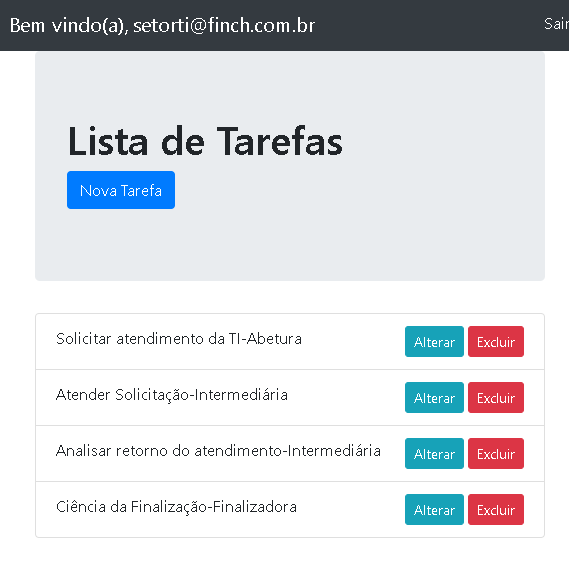 Bem vindo(a), setorti@finch.com.br Sair
Lista de Tarefas
Nova Tarefa
Solicitar atendimento da TI-Abetura Alterar Excluir
Atender Solicitação-Intermediária Alterar Excluir
Analisar retorno do atendimento-Intermediária Alterar Excluir
Ciência da Finalização-Finalizadora Alterar Excluir